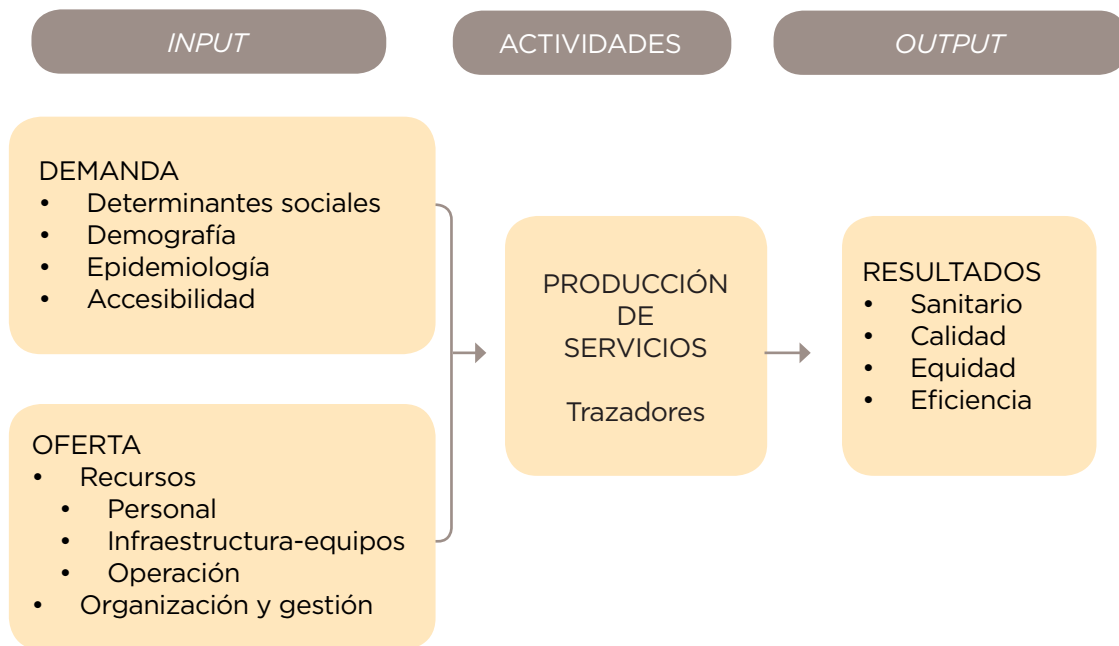 INPUT
ACTIVIDADES
OUTPUT
DEMANDA
• Determinantes sociales
• Demografía
• Epidemiología
• Accesibilidad
OFERTA
• Recursos
• Personal
• Infraestructura-equipos
• Operación
• Organización y gestión
PRODUCCIÓN
DE
SERVICIOS
Trazadores
RESULTADOS
• Sanitario
• Calidad
• Equidad
• Eficiencia